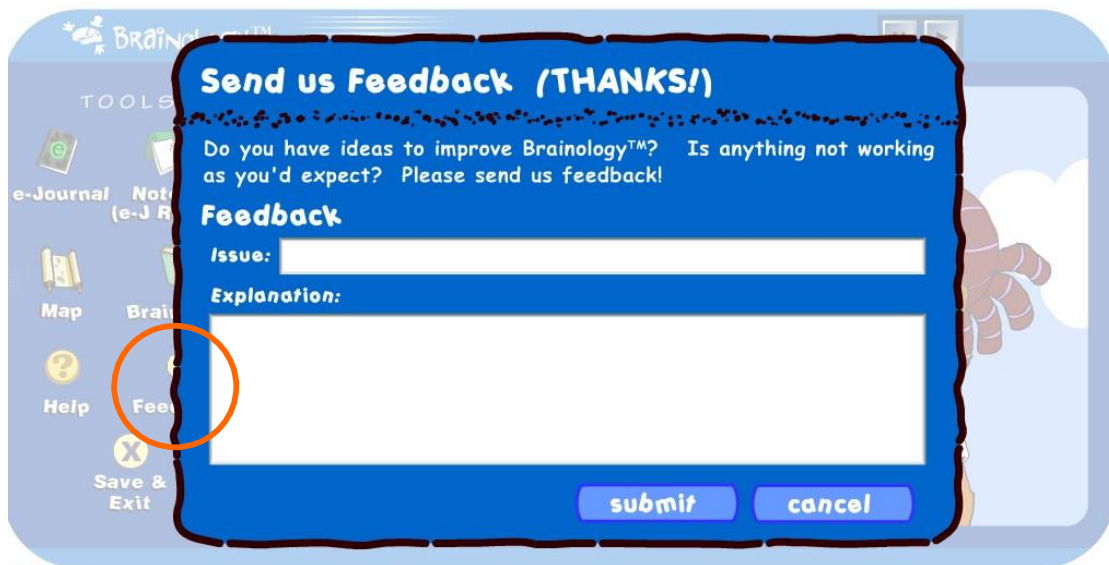 Send us Feedback (THANKS!)
Do you have ideas to improve Brainology™? Is anything not working
as you'd expect? Please send us feedback!
Feedback
Issue:
Explanation:
submit cancel
TOOLS
e-Journal
(e-J
Map
Help
Save &
Exit